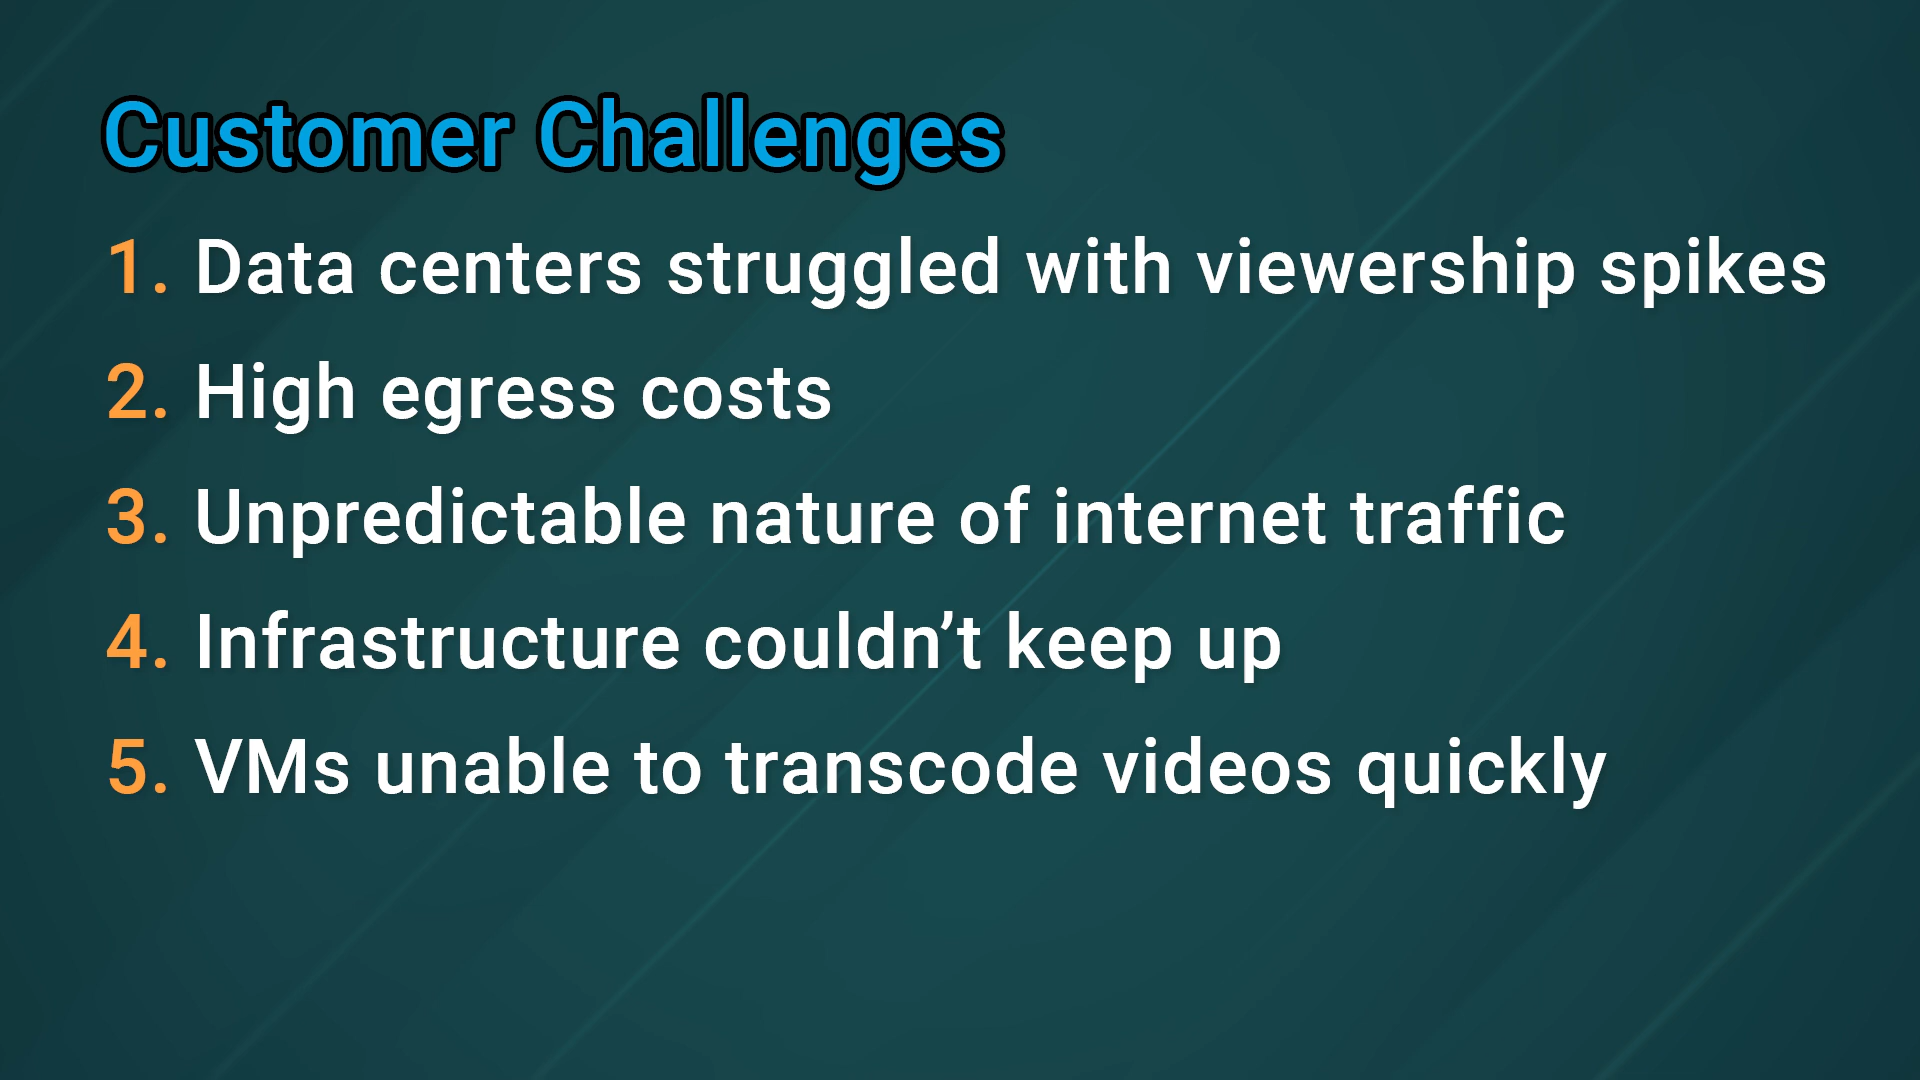 Customer Challenges
1. Data centers struggled with viewership spikes
2. High egress costs
3. Unpredictable nature of internet traffic
4. Infrastructure couldn’t keep up
5. VMs unable to transcode videos quickly